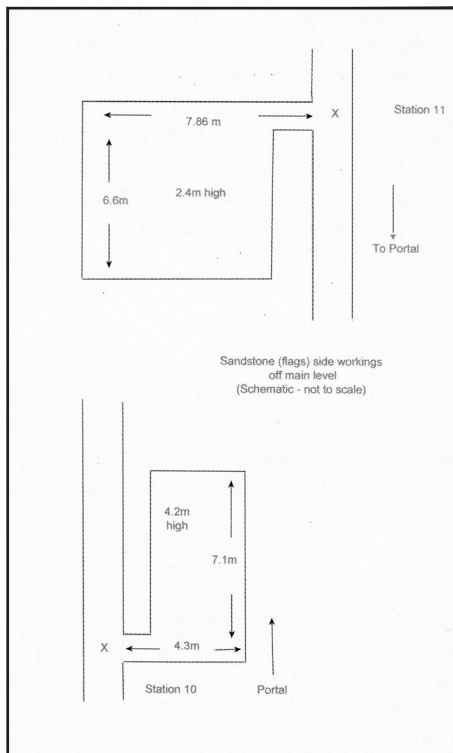 X
Station 11
7.86 m
6.6m
2.4m high
To Portal
Sandstone (flags) side workings
off main level
(Schematic - not to scale)
4.2m
high
7.1m
X
4.3m
Station 10
Portal